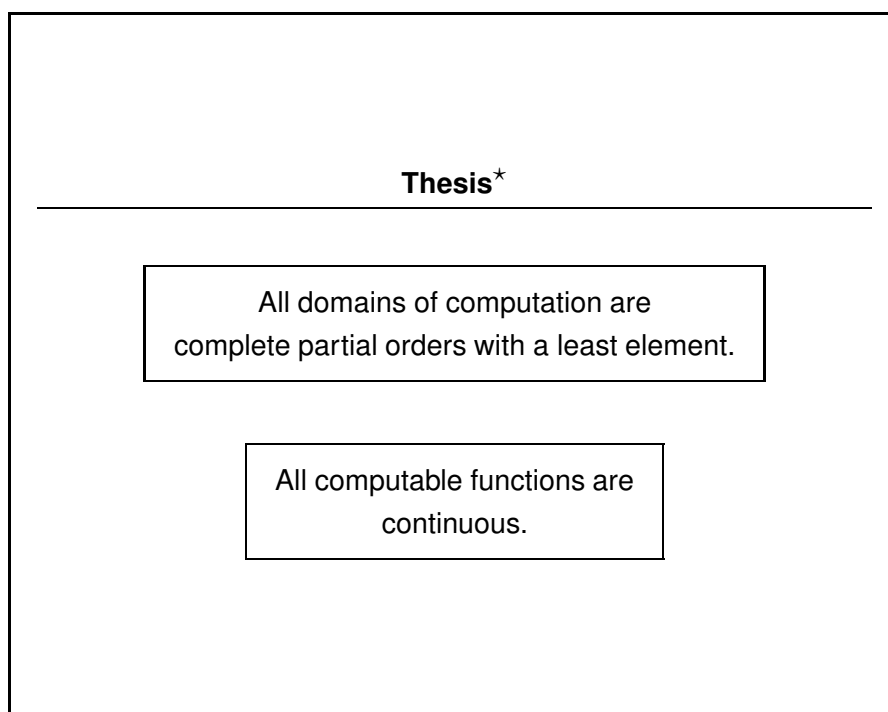 Thesis*
All domains of computation are
complete partial orders with a least element.
All computable functions are
continuous.